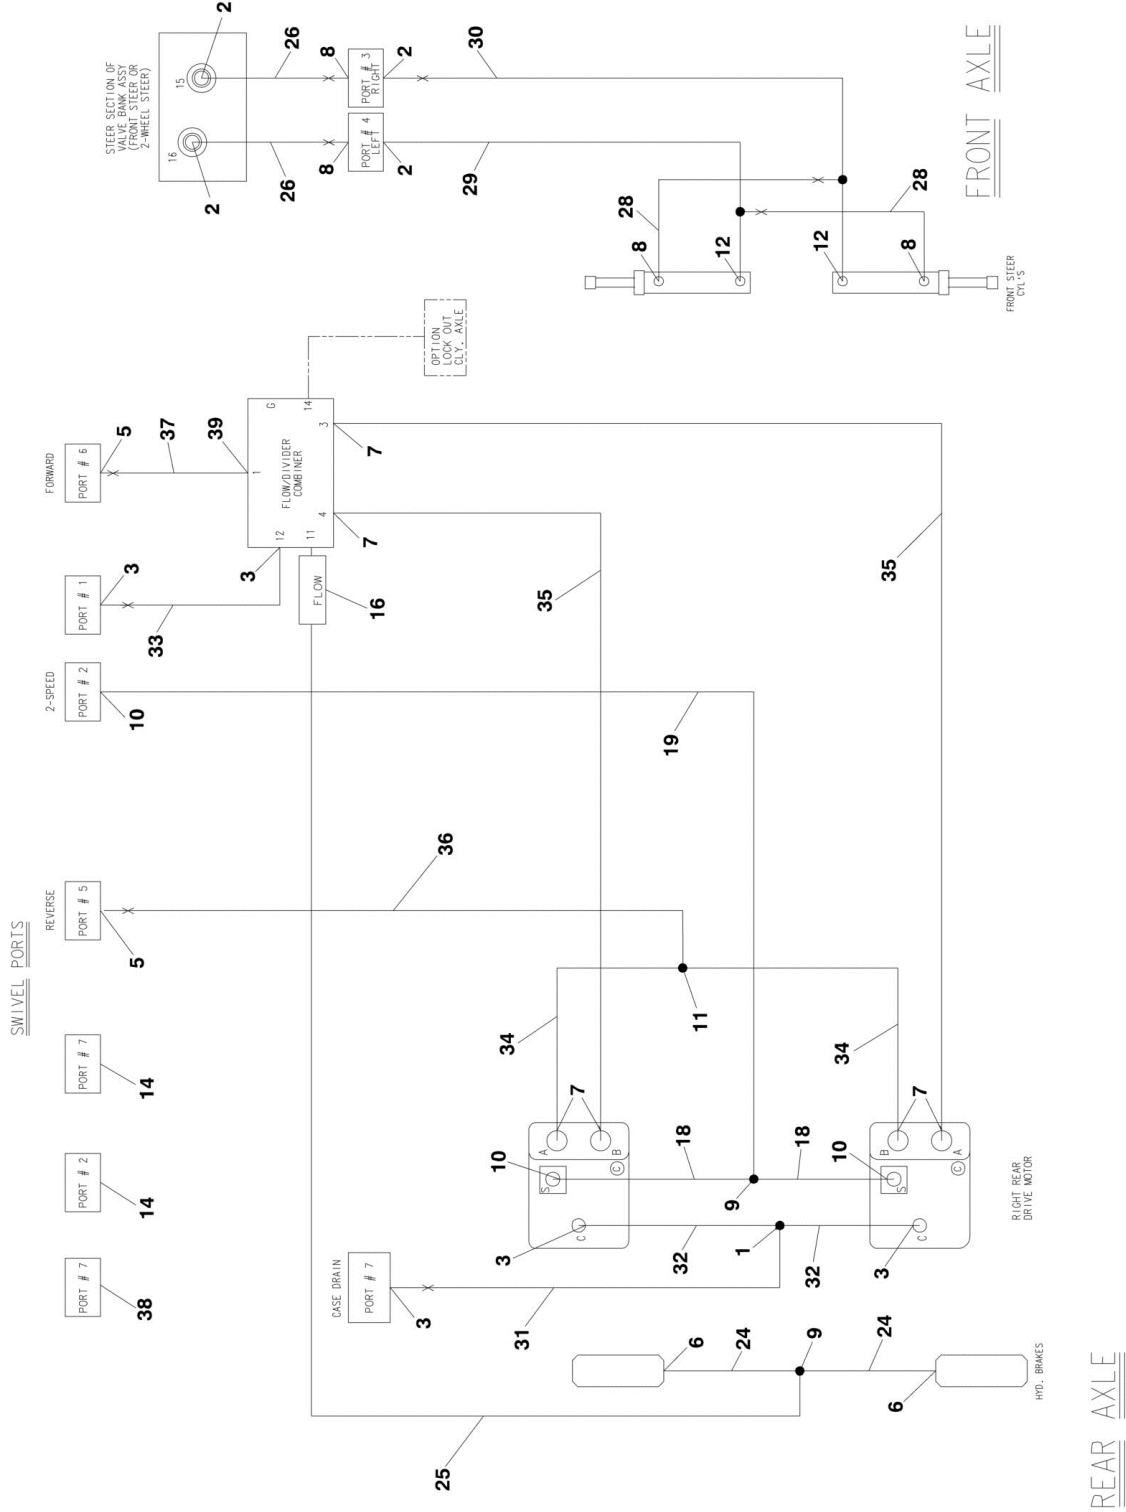 2
STEER SECTION OF
VALVE BANK ASSY
(FRONT STEER OR
2-WHEEL STEER)
15
16
2
26
26
8
8
PORT # 3
RIGHT
PORT # 4
LEFT
2
2
30
29
28
28
8
12
12
8
FRONT STEER
CYL'S
FRONT AXLE
OPTION
LOCK OUT
CLY. AXLE
FORWARD
PORT # 6
5
37
39
1
G
14
FLOW/DIVIDER
COMBINER
3
4
12
11
7
7
3
FLOW
16
PORT # 1
3
33
35
35
2-SPEED
PORT # 2
10
19
SWIVEL PORTS
REVERSE
PORT # 5
5
36
11
PORT # 7
14
PORT # 2
14
PORT # 7
38
34
34
7
7
A
B
S
C
C
B
A
S
C
C
10
10
18
18
9
3
32
1
32
3
RIGHT REAR
DRIVE MOTOR
CASE DRAIN
PORT # 7
3
31
6
24
9
24
6
HYD. BRAKES
25
REAR AXLE